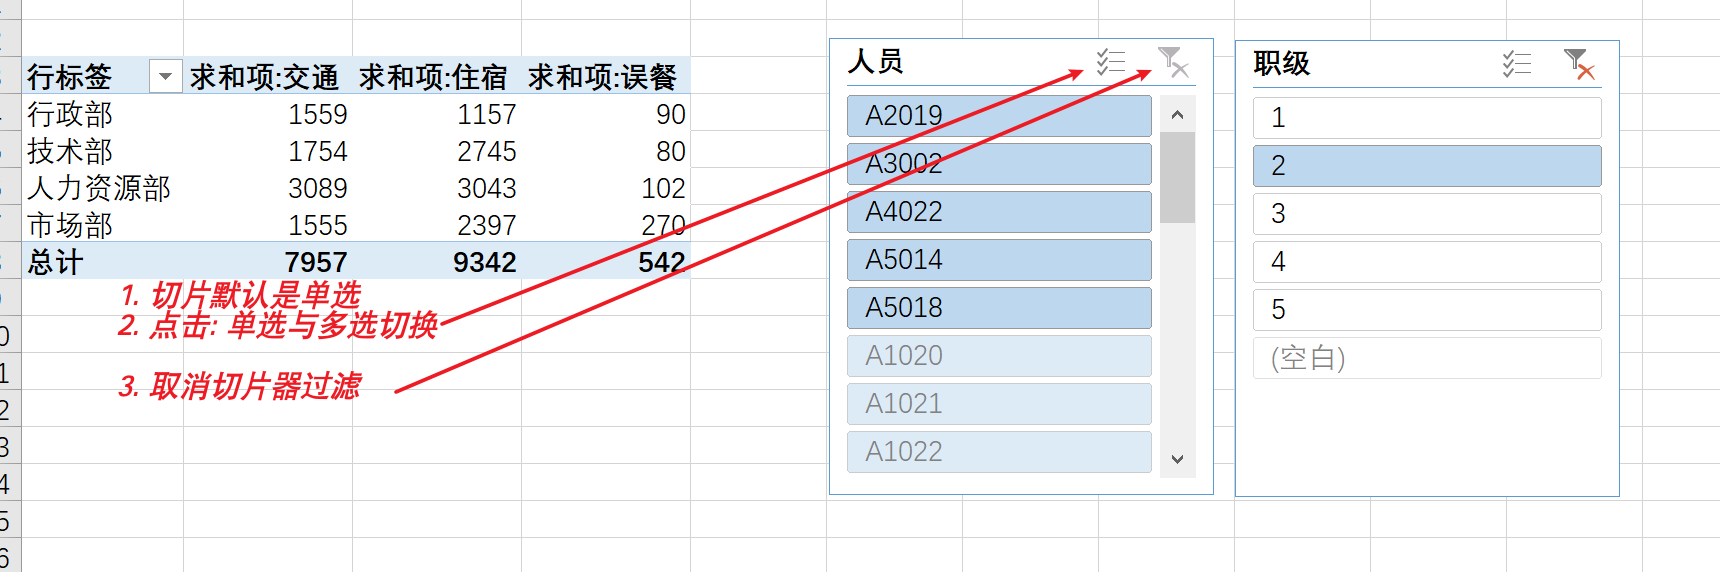 行标签 求和项:交通 求和项:住宿 求和项:误餐
行政部 1559 1157 90
技术部 1754 2745 80
人力资源部 3089 3043 102
市场部 1555 2397 270
总计 7957 9342 542
1. 切片默认是单选
2. 点击: 单选与多选切换
3. 取消切片器过滤
人员
A2019
A3002
A4022
A5014
A5018
A1020
A1021
A1022
职级
1
2
3
4
5
(空白)